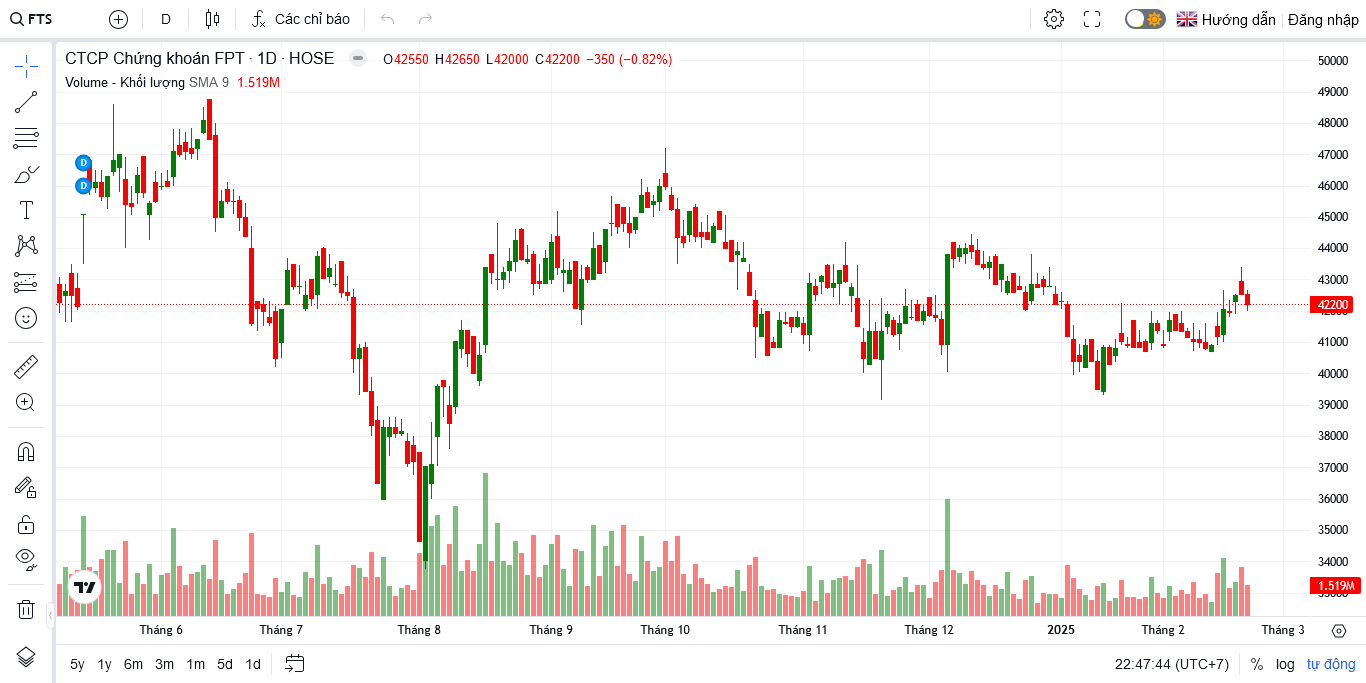 FTS D Các chỉ báo Hướng dẫn Đăng nhập
CTCP Chứng khoán FPT · 1D · HOSE O42550 H42650 L42000 C42200 −350 (−0.82%)
Volume - Khối lượng SMA 9 1.519M
D
D
50000
49000
48000
47000
46000
45000
44000
43000
42200
41000
40000
39000
38000
37000
36000
35000
34000
1.519M
Tháng 6 Tháng 7 Tháng 8 Tháng 9 Tháng 10 Tháng 11 Tháng 12 2025 Tháng 2 Tháng 3
5y 1y 6m 3m 1m 5d 1d 22:47:44 (UTC+7) % log tự động